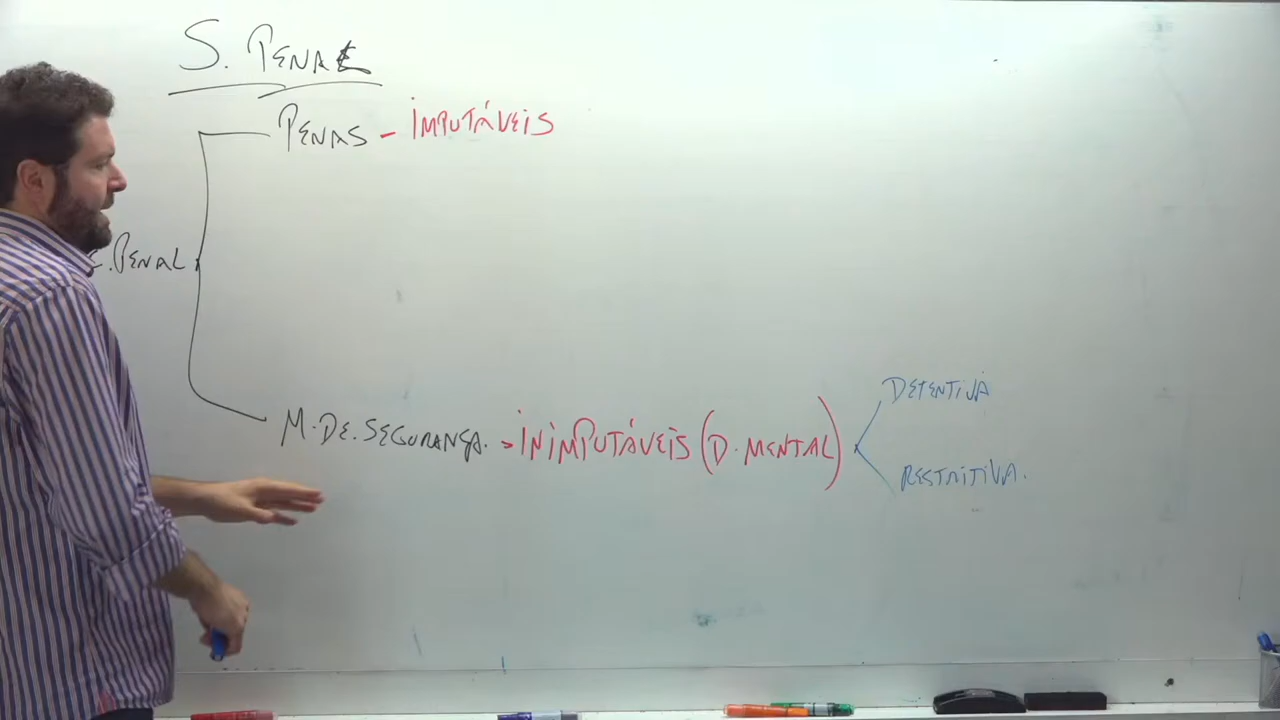 S. PENAL
PENAS - IMPUTÁVEIS
. PENAL
M. DE. SEGURANÇA. - INIMPUTÁVEIS (D. MENTAL)
DETENTIVA
RESTRITIVA.